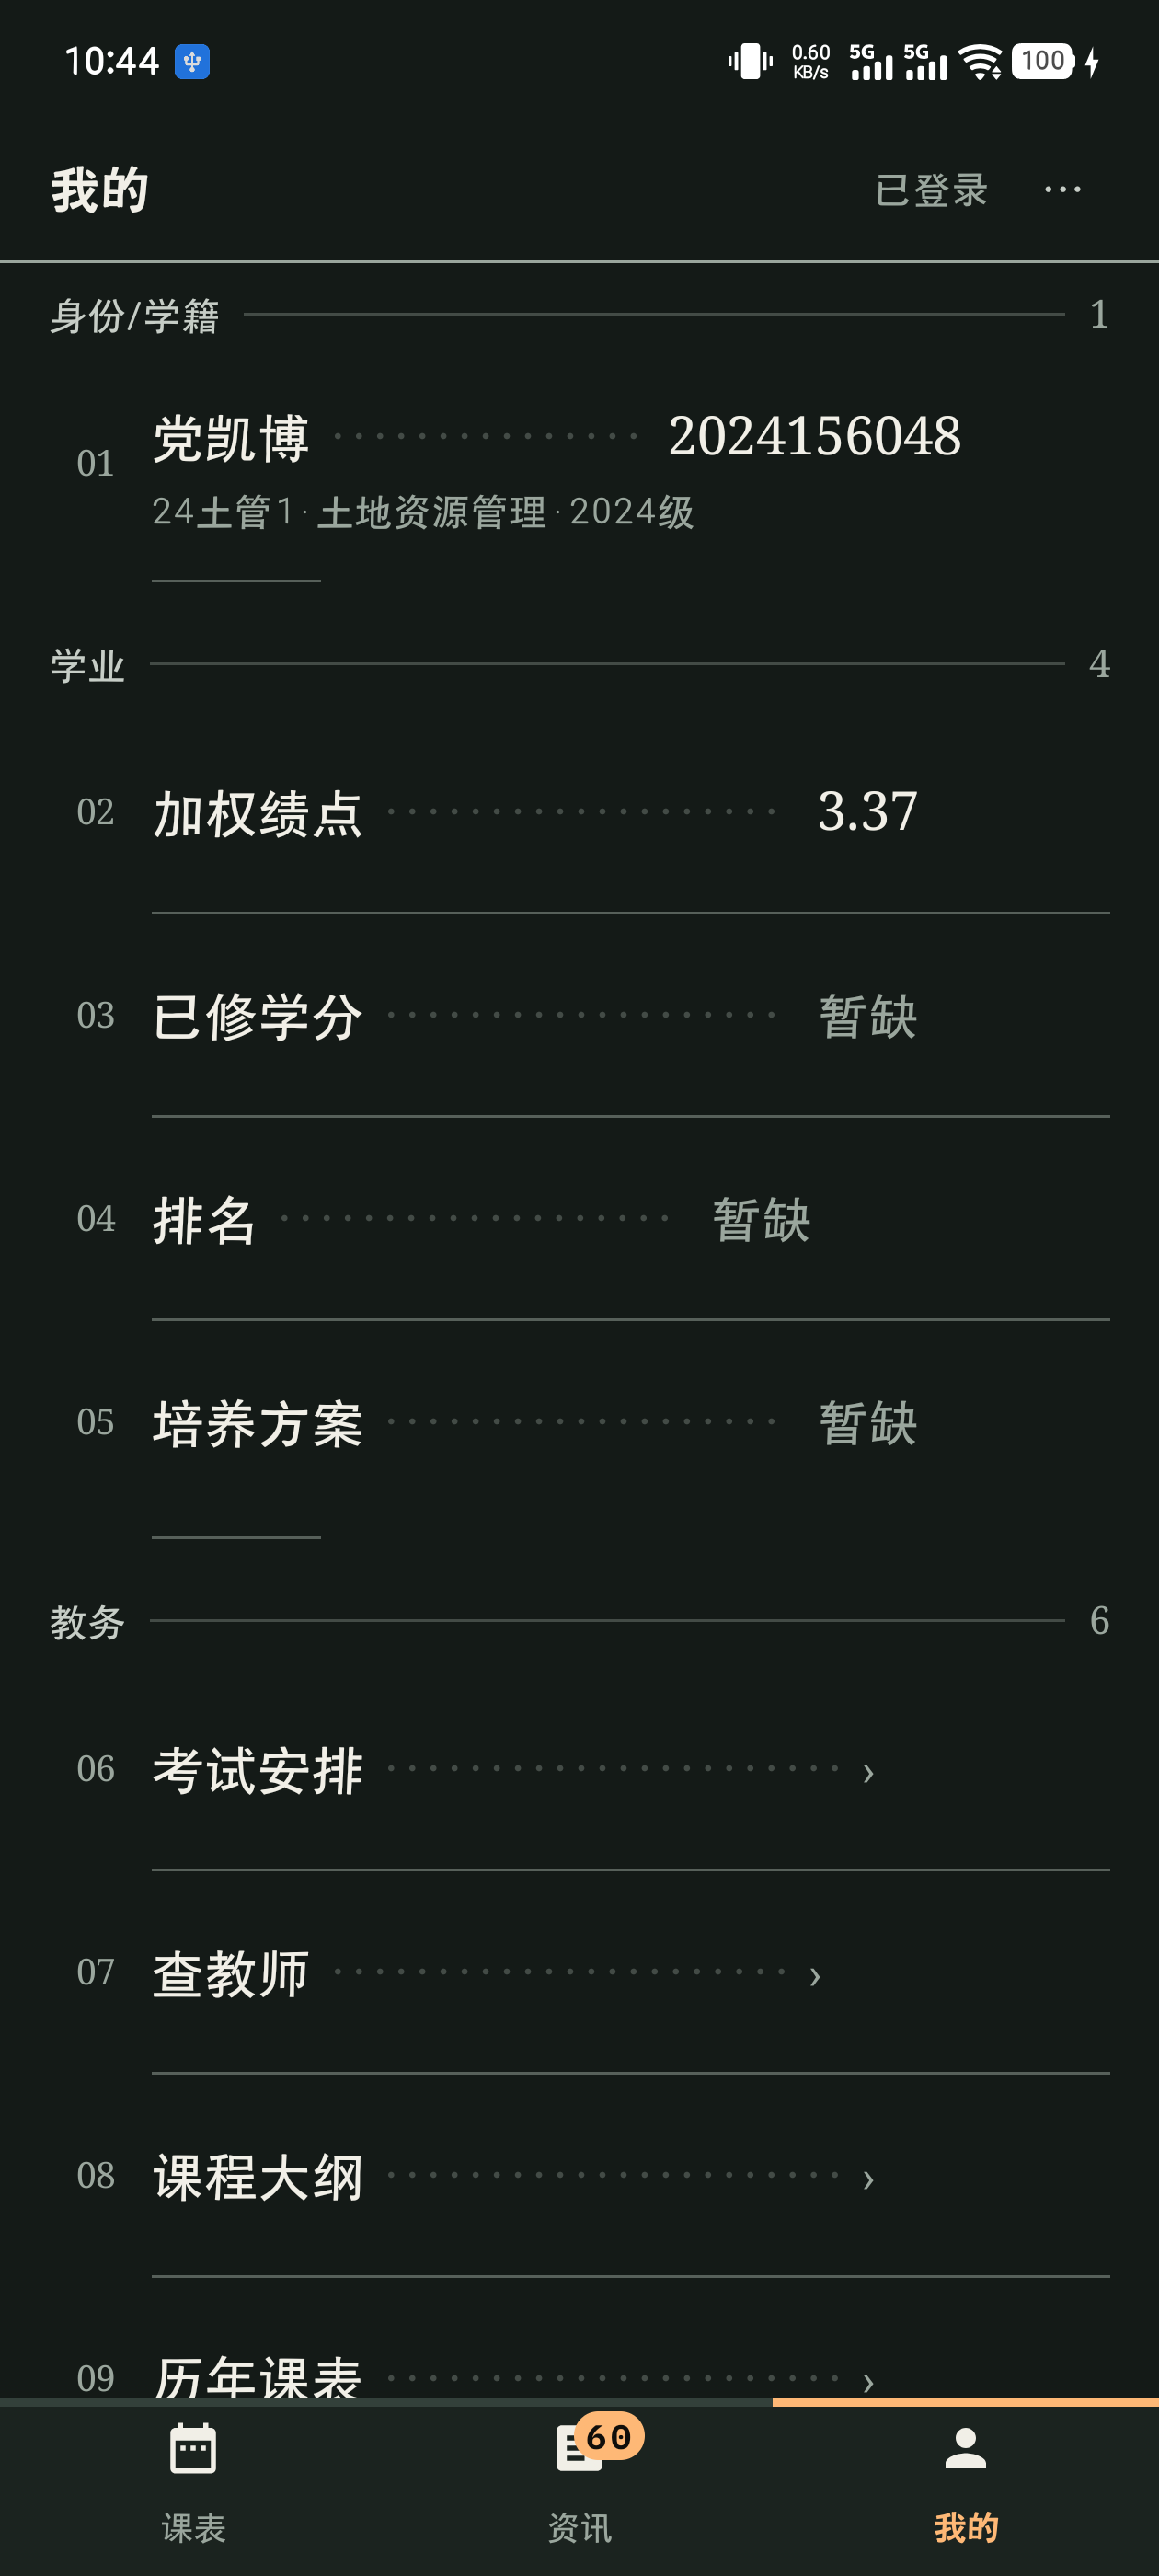 10:44
0.60 KB/s 5G 5G 100
我的 已登录 ···
身份/学籍 1
01 党凯博 2024156048
24土管1 · 土地资源管理 · 2024级
学业 4
02 加权绩点 3.37
03 已修学分 暂缺
04 排名 暂缺
05 培养方案 暂缺
教务 6
06 考试安排 ›
07 查教师 ›
08 课程大纲 ›
09 历年课表 ›
60
课表 资讯 我的